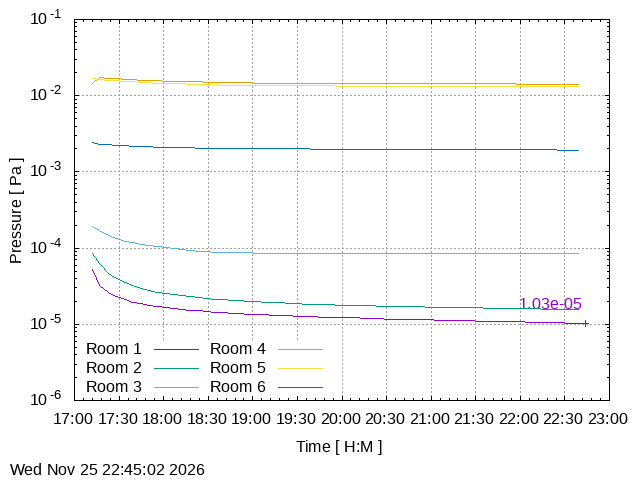 10^-1
10^-2
10^-3
10^-4
10^-5
10^-6
Pressure [ Pa ]
1.03e-05
Room 1 Room 4
Room 2 Room 5
Room 3 Room 6
17:00 17:30 18:00 18:30 19:00 19:30 20:00 20:30 21:00 21:30 22:00 22:30 23:00
Time [ H:M ]
Wed Nov 25 22:45:02 2026